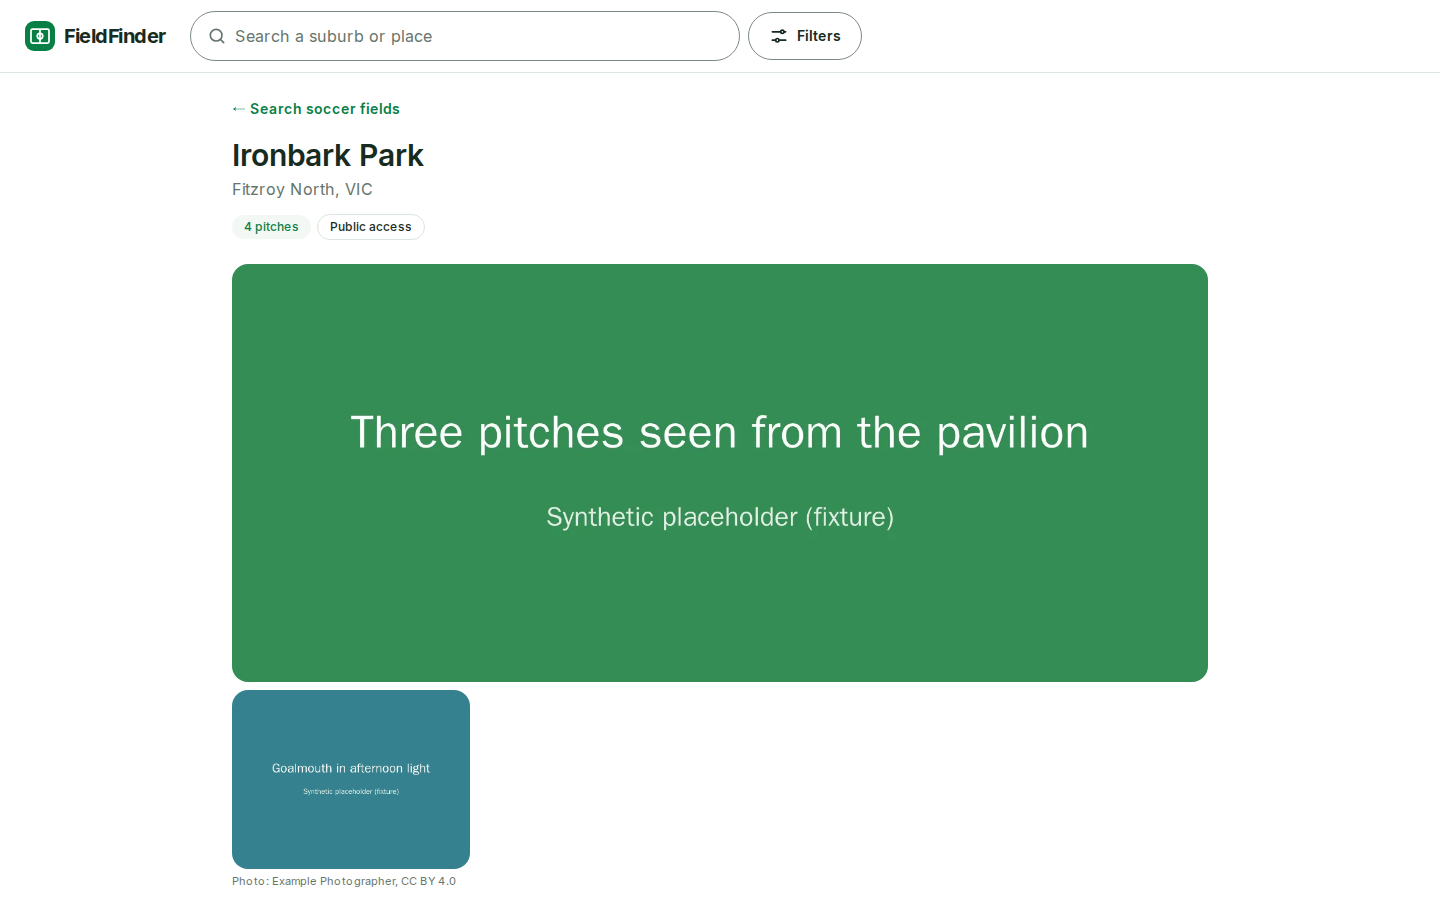 FieldFinder
Search a suburb or place
Filters
← Search soccer fields
Ironbark Park
Fitzroy North, VIC
4 pitches
Public access
Three pitches seen from the pavilion
Synthetic placeholder (fixture)
Goalmouth in afternoon light
Synthetic placeholder (fixture)
Photo: Example Photographer, CC BY 4.0